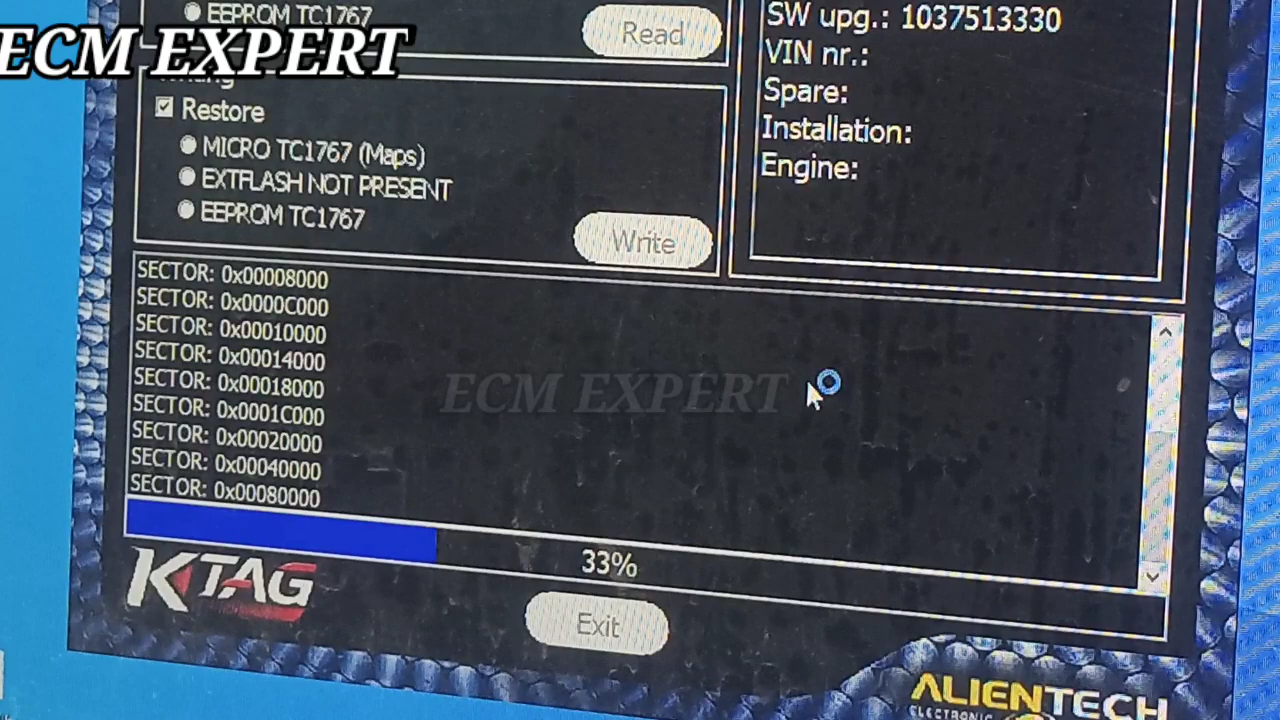 EEPROM TC1767
Read
ECM EXPERT
Restore
MICRO TC1767 (Maps)
EXTFLASH NOT PRESENT
EEPROM TC1767
Write
SW upg.: 1037513330
VIN nr.:
Spare:
Installation:
Engine:
SECTOR: 0x00008000
SECTOR: 0x0000C000
SECTOR: 0x00010000
SECTOR: 0x00014000
SECTOR: 0x00018000
SECTOR: 0x0001C000
SECTOR: 0x00020000
SECTOR: 0x00040000
SECTOR: 0x00080000
ECM EXPERT
33%
KTAG
Exit
ALIENTECH
ELECTRONIC